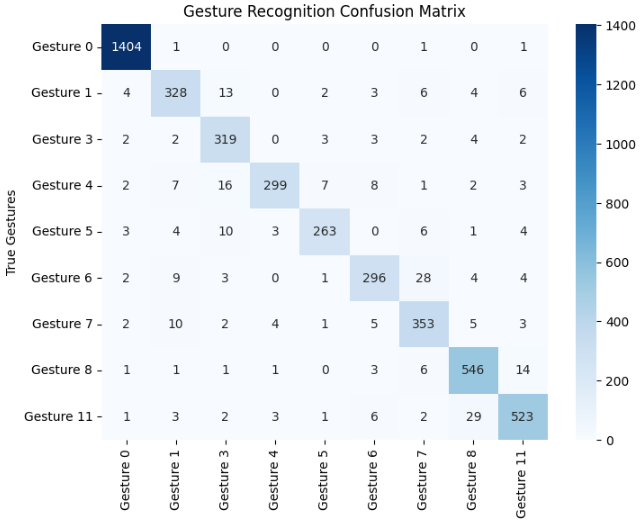 Gesture Recognition Confusion Matrix
True Gestures
Gesture 0 1404 1 0 0 0 0 1 0 1
Gesture 1 4 328 13 0 2 3 6 4 6
Gesture 3 2 2 319 0 3 3 2 4 2
Gesture 4 2 7 16 299 7 8 1 2 3
Gesture 5 3 4 10 3 263 0 6 1 4
Gesture 6 2 9 3 0 1 296 28 4 4
Gesture 7 2 10 2 4 1 5 353 5 3
Gesture 8 1 1 1 1 0 3 6 546 14
Gesture 11 1 3 2 3 1 6 2 29 523
Gesture 0
Gesture 1
Gesture 3
Gesture 4
Gesture 5
Gesture 6
Gesture 7
Gesture 8
Gesture 11
1400
1200
1000
800
600
400
200
0